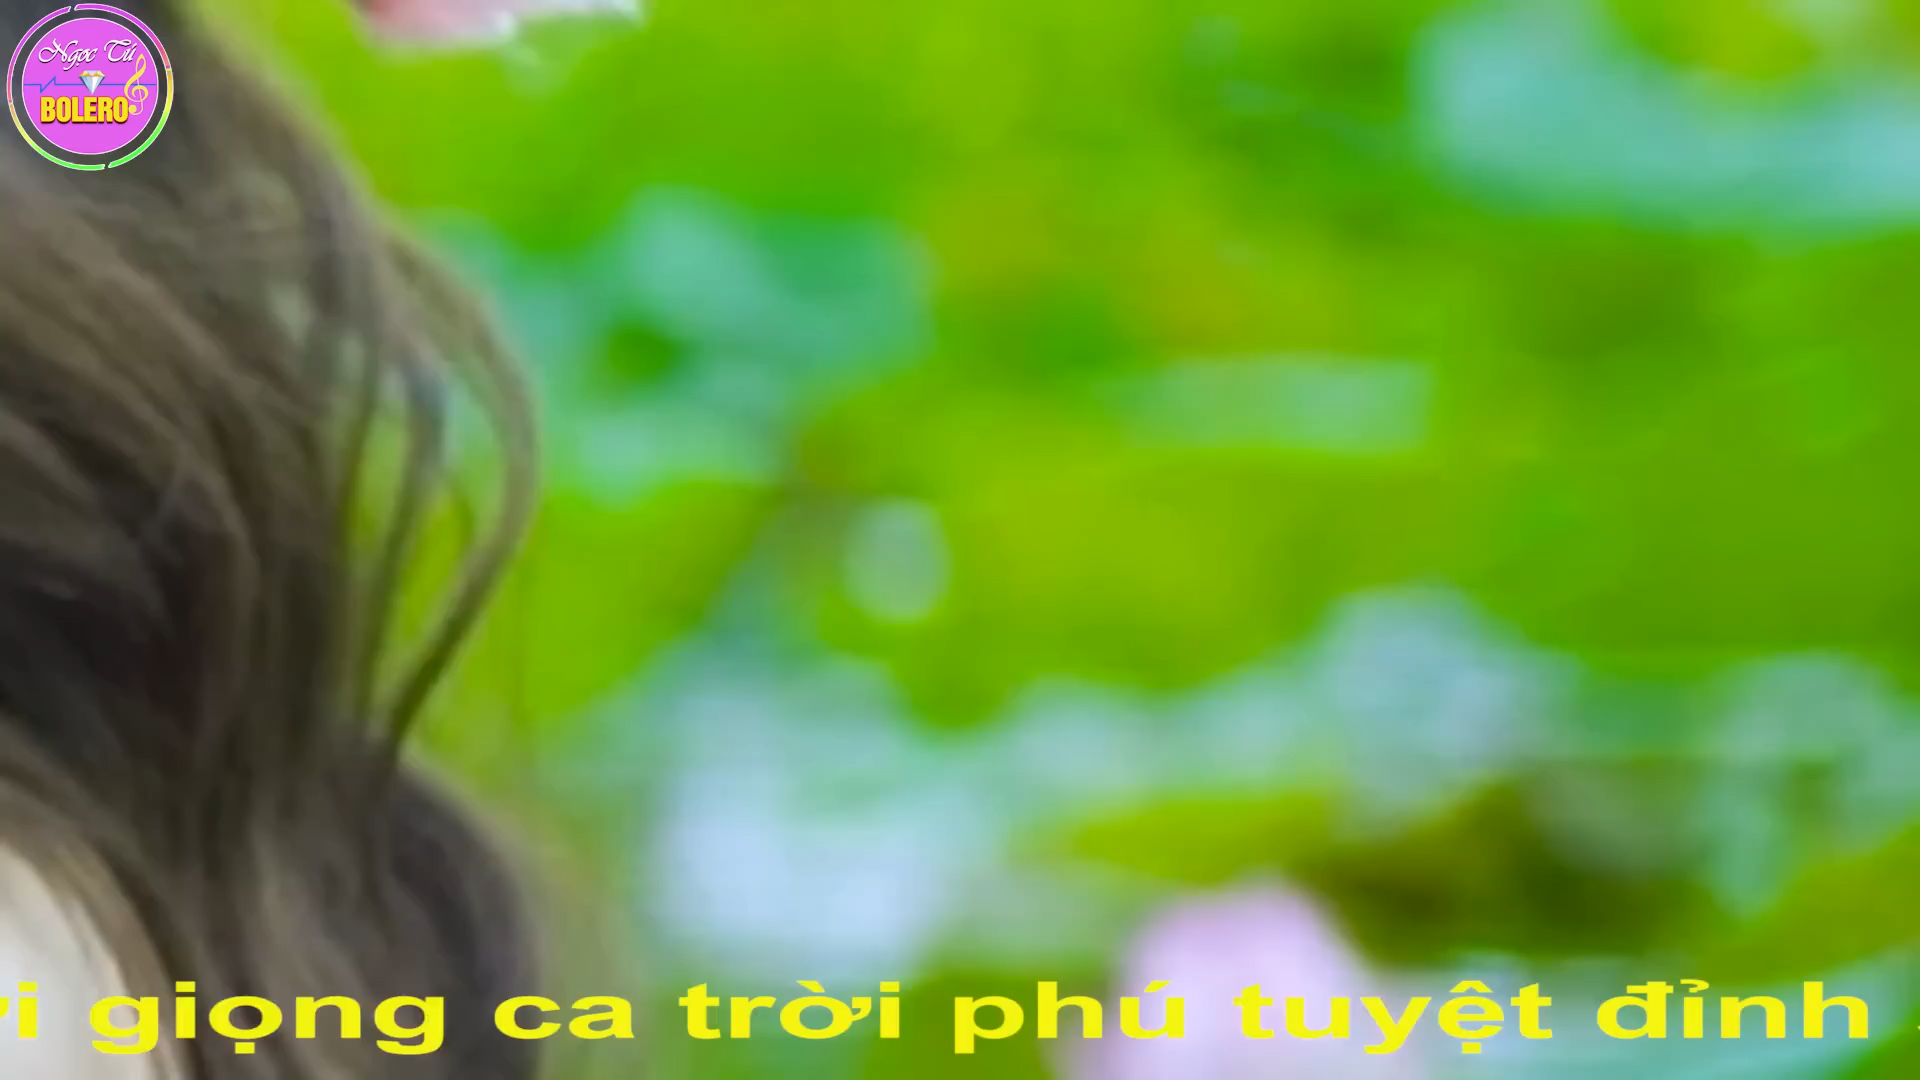 Ngọc Tú
BOLERO
giọng ca trời phú tuyệt đỉnh